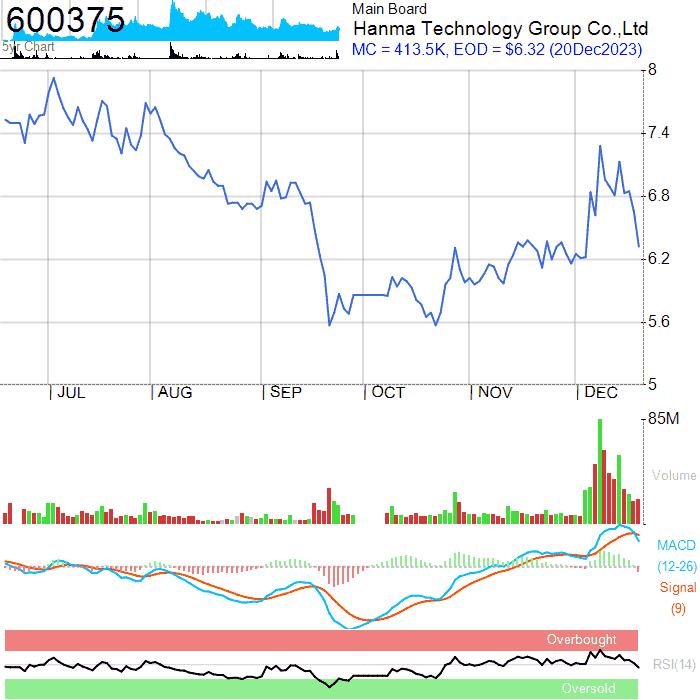 600375
5yr Chart
Main Board
Hanma Technology Group Co.,Ltd
MC = 413.5K, EOD = $6.32 (20Dec2023)
8
7.4
6.8
6.2
5.6
5
JUL AUG SEP OCT NOV DEC
85M
Volume
MACD
(12-26)
Signal
(9)
Overbought
RSI(14)
Oversold